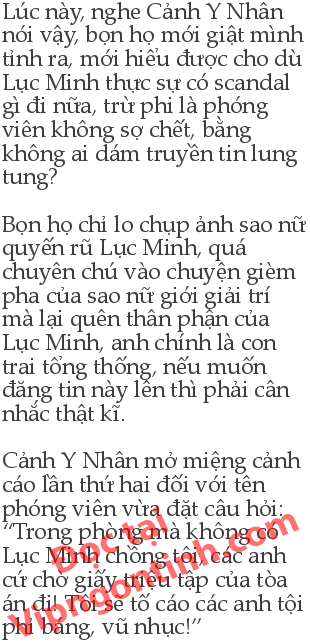 Lúc này, nghe Cảnh Y Nhân
nói vậy, bọn họ mới giật mình
tỉnh ra, mới hiểu được cho dù
Lục Minh thực sự có scandal
gì đi nữa, trừ phi là phóng
viên không sợ chết, bằng
không ai dám truyền tin lung
tung?
Bọn họ chỉ lo chụp ảnh sao nữ
quyến rũ Lục Minh, quá
chuyên chú vào chuyện gièm
pha của sao nữ giới giải trí
mà lại quên thân phận của
Lục Minh, anh chính là con
trai tổng thống, nếu muốn
đăng tin này lên thì phải cân
nhắc thật kĩ.
Cảnh Y Nhân mở miệng cảnh
cáo lần thứ hai đối với tên
phóng viên vừa đặt câu hỏi:
“Trong phòng mà không có
Lục Minh chồng tôi, các anh
cứ chờ giấy triệu tập của tòa
án đi! Tôi sẽ tố cáo các anh tội
phỉ báng, vũ nhục!”
Đọc tại
Vipngontinh.com